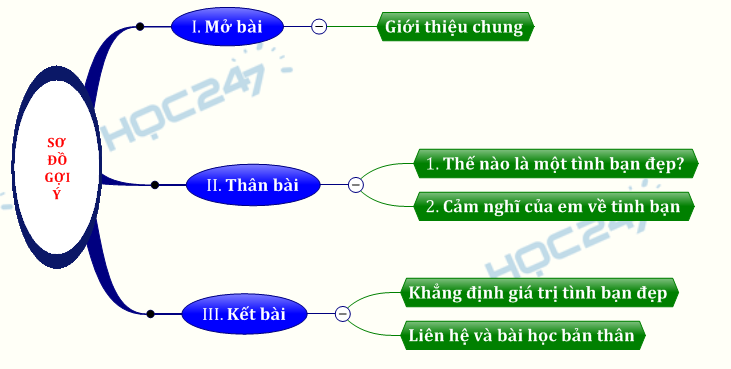 SƠ
ĐỒ
GỢI
Ý
I. Mở bài
Giới thiệu chung
II. Thân bài
1. Thế nào là một tình bạn đẹp?
2. Cảm nghĩ của em về tình bạn
III. Kết bài
Khẳng định giá trị tình bạn đẹp
Liên hệ và bài học bản thân
HỌC247
HỌC247